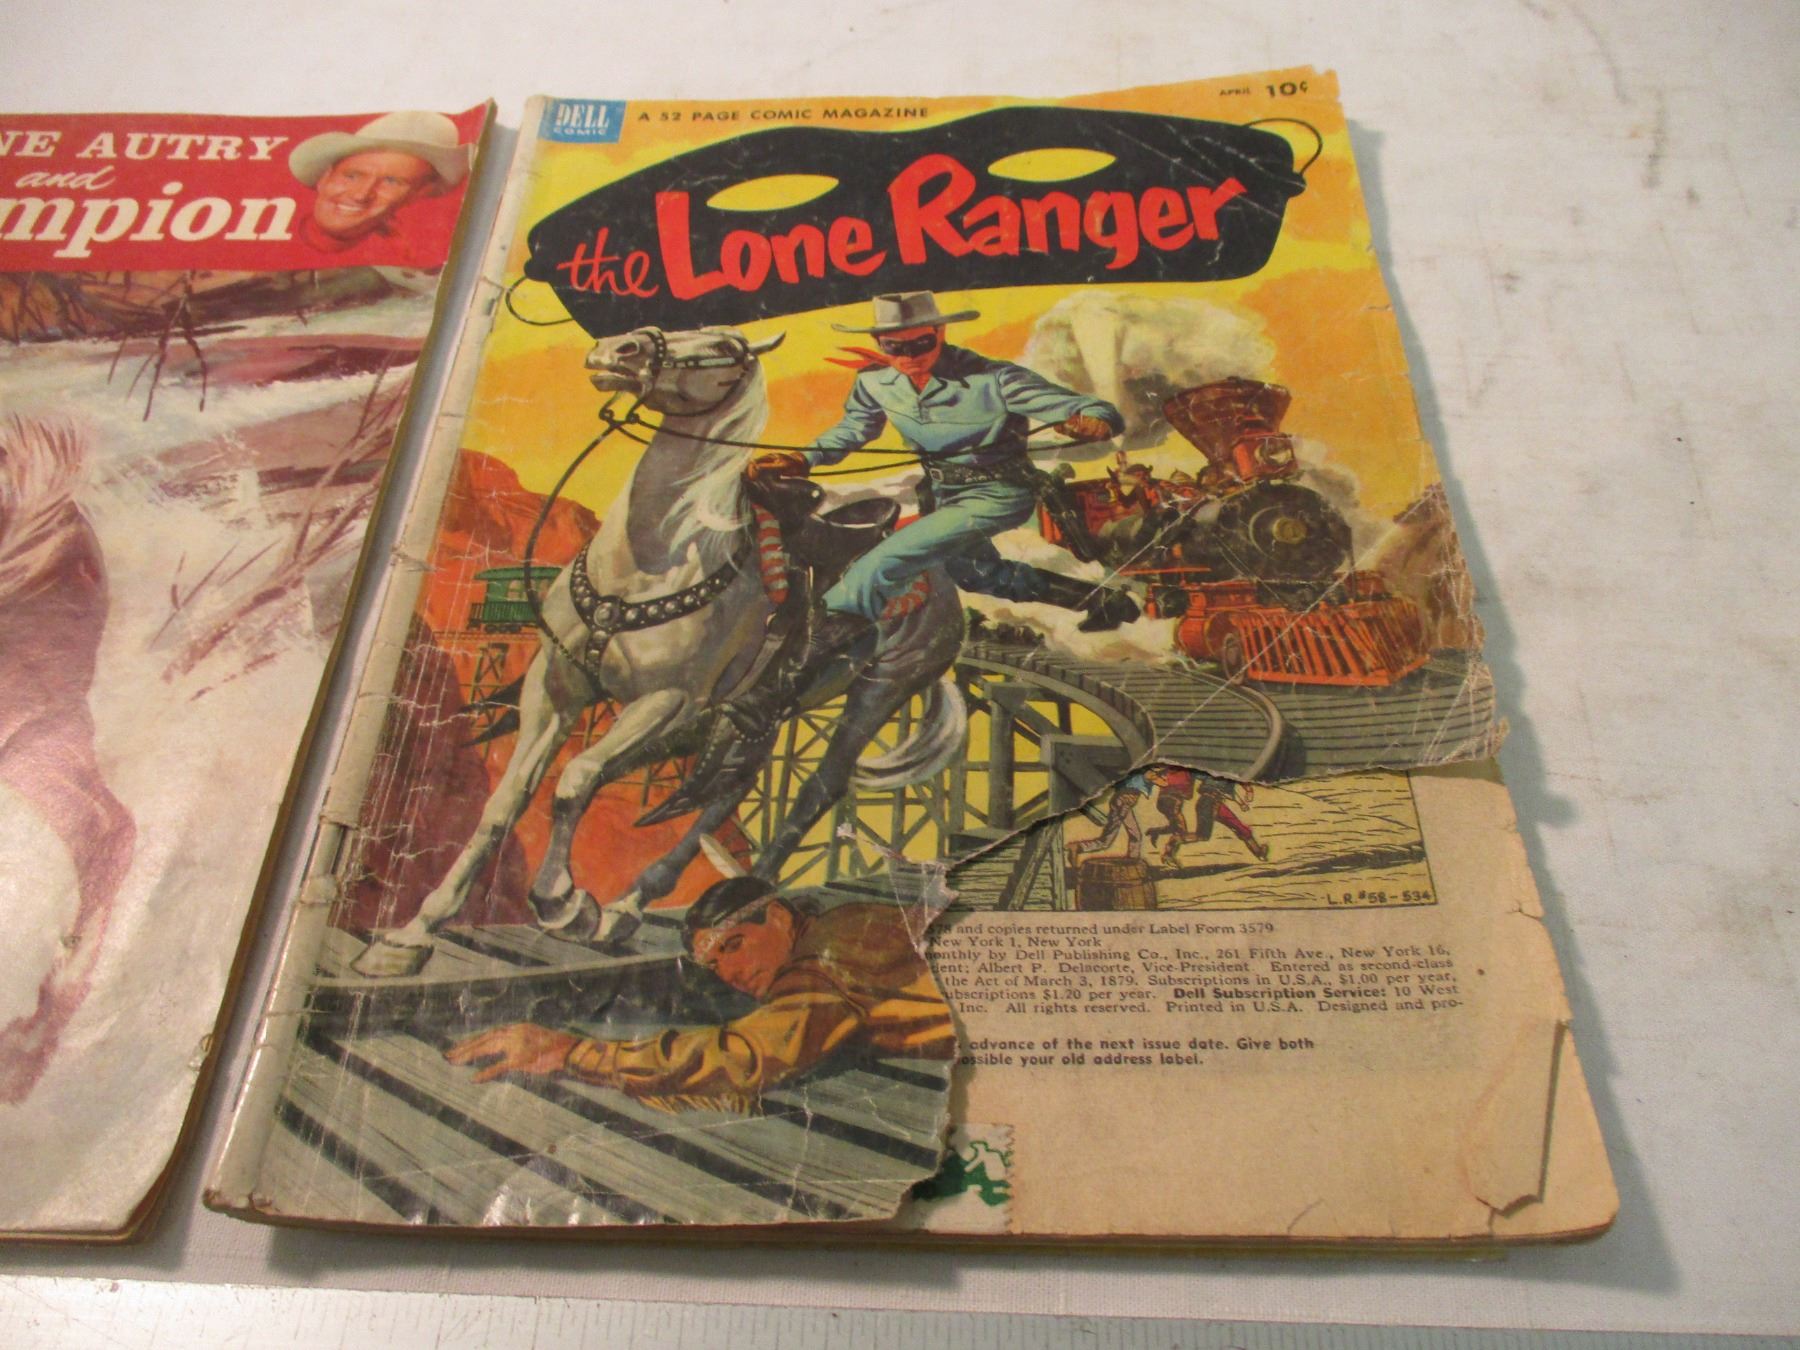 NE AUTRY
and
mpion
DELL
COMIC
A 52 PAGE COMIC MAGAZINE
APRIL 10¢
the Lone Ranger
L.R.#58-534
578 and copies returned under Label Form 3579
New York 1, New York
onthly by Dell Publishing Co., Inc., 261 Fifth Ave., New York 16,
dent; Albert P. Delacorte, Vice-President. Entered as second-class
the Act of March 3, 1879. Subscriptions in U.S.A., $1.00 per year,
ubscriptions $1.20 per year. Dell Subscription Service: 10 West
Inc. All rights reserved. Printed in U.S.A. Designed and pro-
advance of the next issue date. Give both
ossible your old address label.